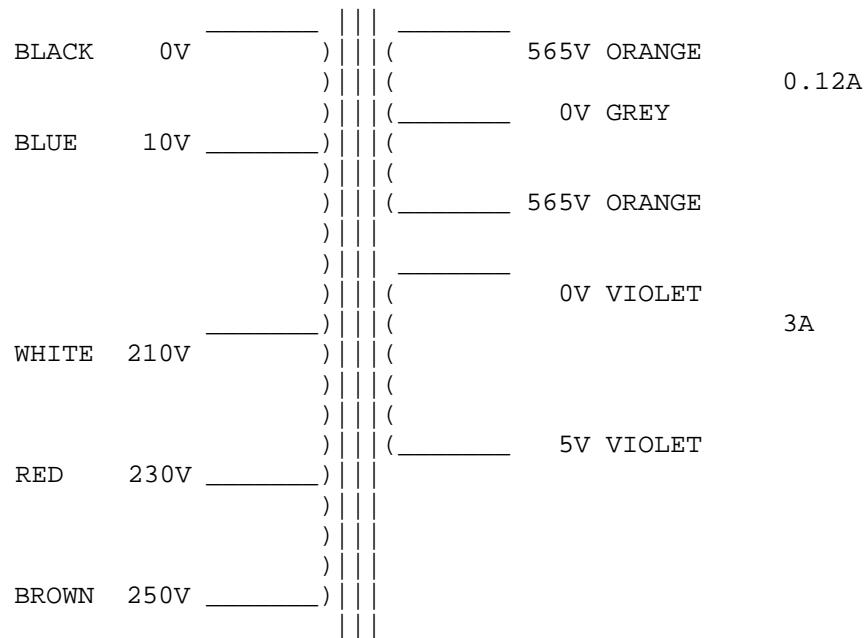 BLACK 0V 565V ORANGE
0.12A
0V GREY
BLUE 10V
565V ORANGE
0V VIOLET
3A
WHITE 210V
5V VIOLET
RED 230V
BROWN 250V